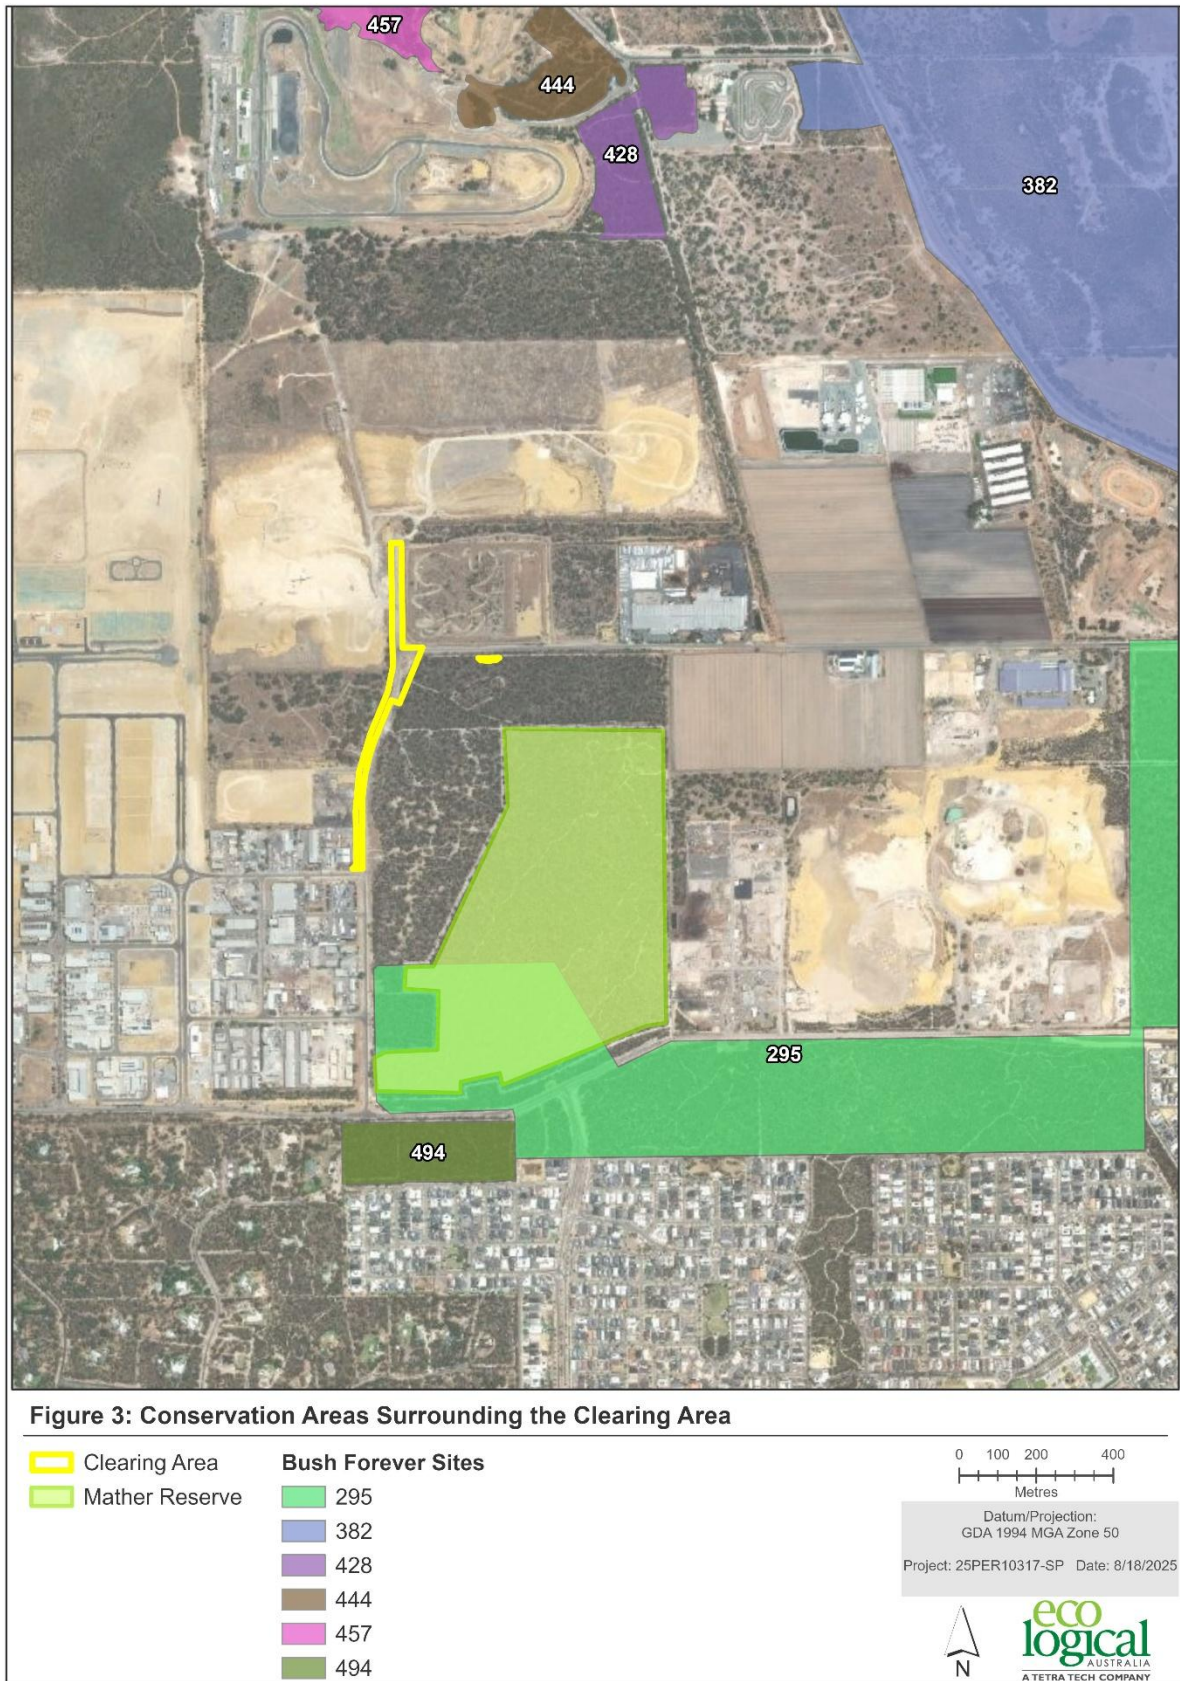 457
444
428
382
295
494
Figure 3: Conservation Areas Surrounding the Clearing Area
Clearing Area
Mather Reserve
Bush Forever Sites
295
382
428
444
457
494
0 100 200 400
Metres
Datum/Projection:
GDA 1994 MGA Zone 50
Project: 25PER10317-SP Date: 8/18/2025
N
eco
logical
AUSTRALIA
A TETRA TECH COMPANY